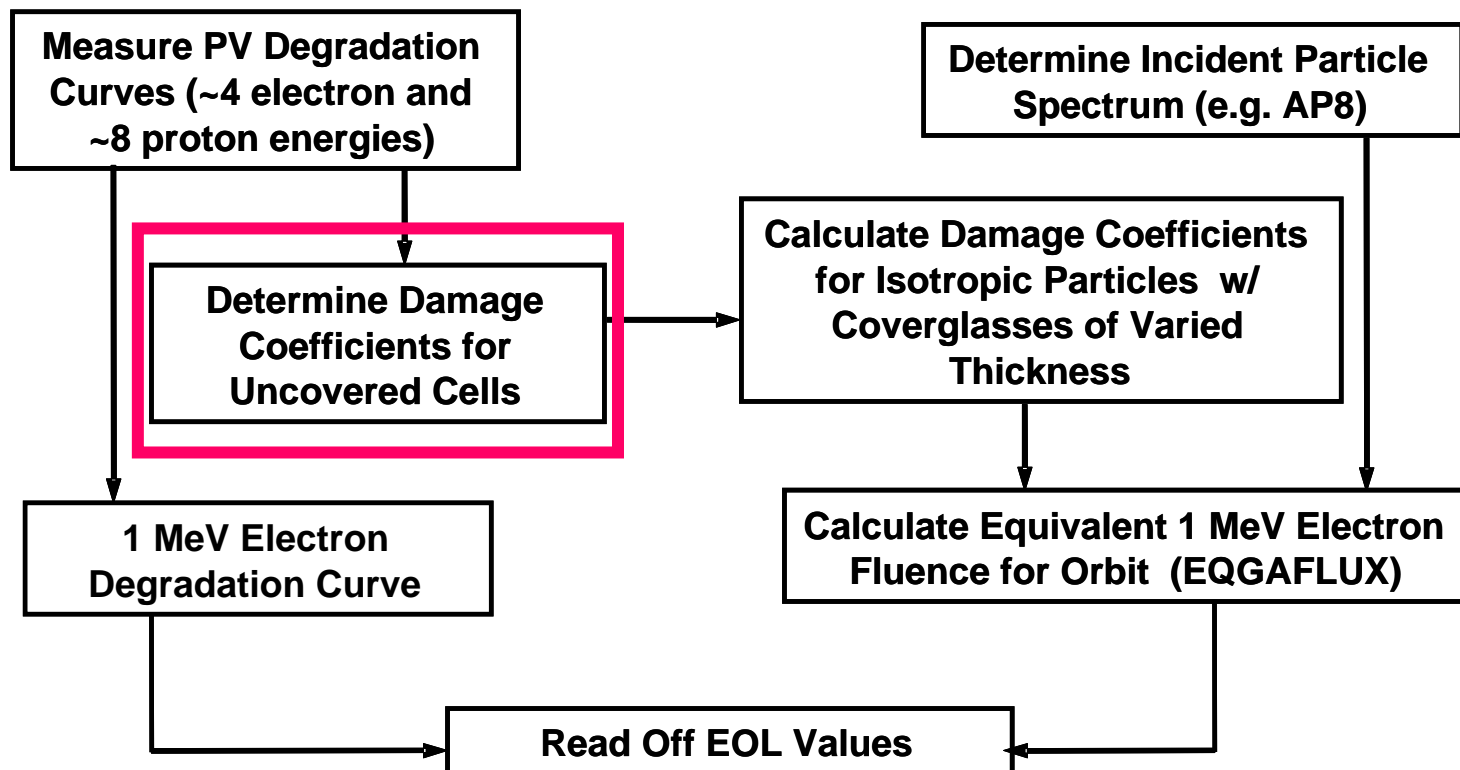 Measure PV Degradation
Curves (~4 electron and
~8 proton energies)
Determine Incident Particle
Spectrum (e.g. AP8)
Determine Damage
Coefficients for
Uncovered Cells
Calculate Damage Coefficients
for Isotropic Particles w/
Coverglasses of Varied
Thickness
1 MeV Electron
Degradation Curve
Calculate Equivalent 1 MeV Electron
Fluence for Orbit (EQGAFLUX)
Read Off EOL Values